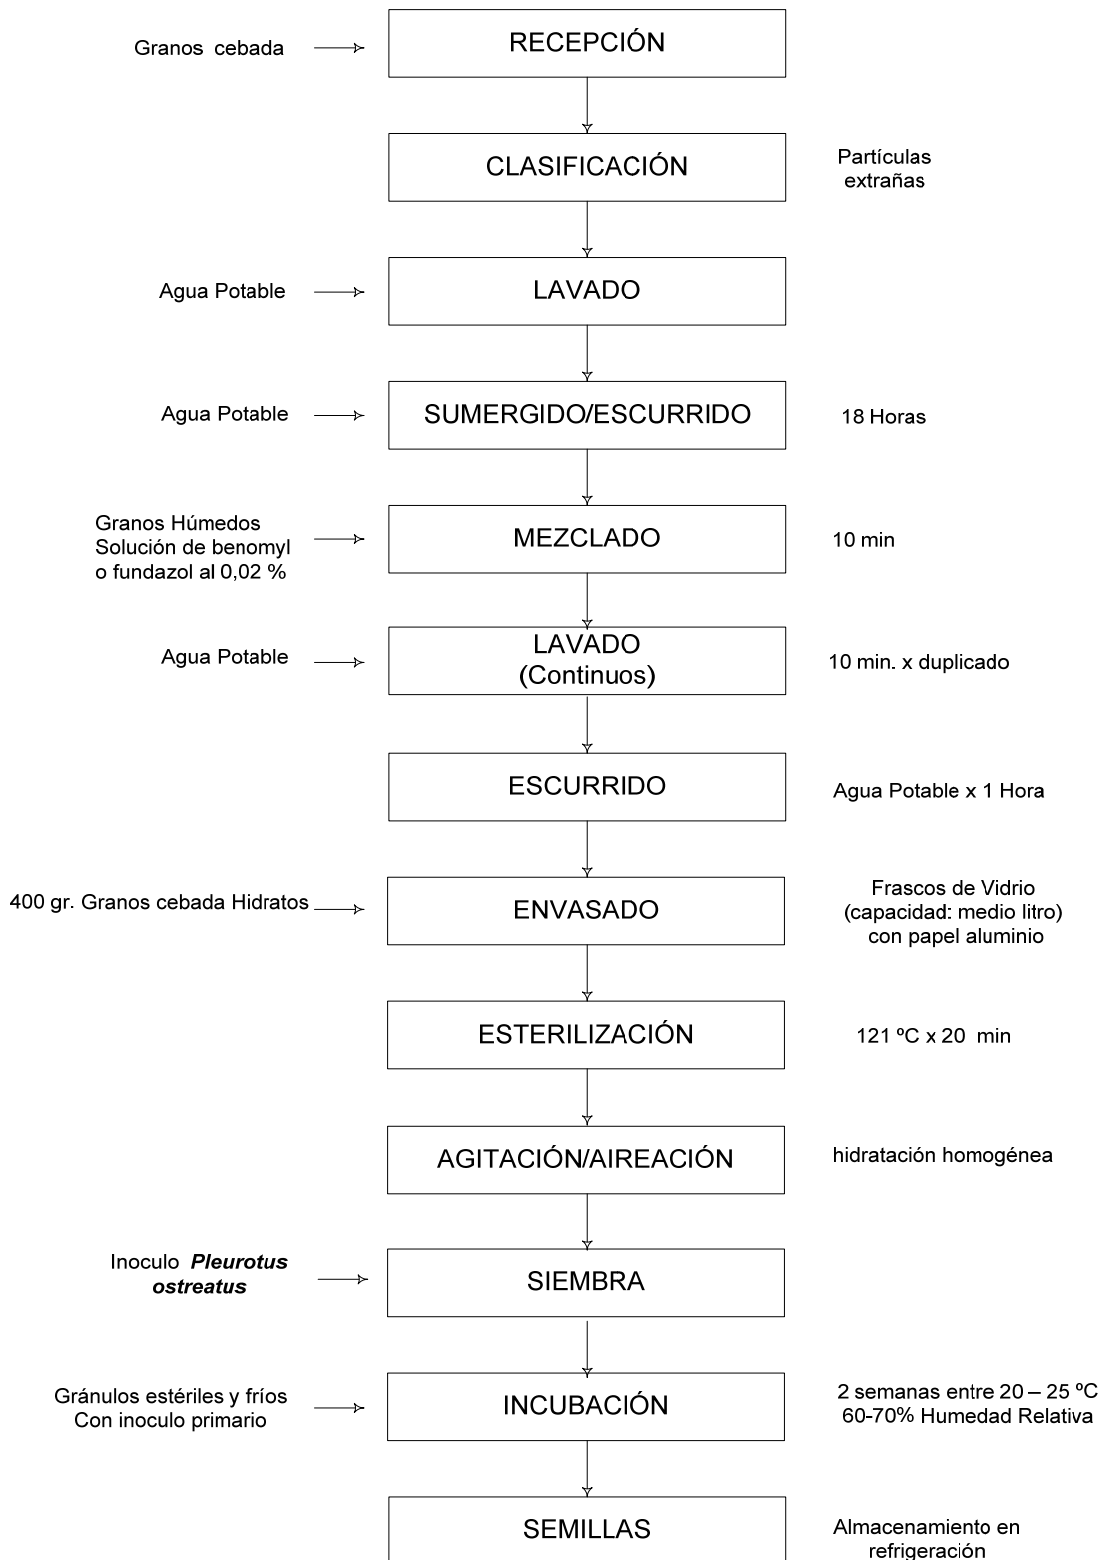 Granos cebada
RECEPCIÓN
CLASIFICACIÓN
Partículas
extrañas
Agua Potable
LAVADO
Agua Potable
SUMERGIDO/ESCURRIDO
18 Horas
Granos Húmedos
Solución de benomyl
o fundazol al 0,02 %
MEZCLADO
10 min
Agua Potable
LAVADO
(Continuos)
10 min. x duplicado
ESCURRIDO
Agua Potable x 1 Hora
400 gr. Granos cebada Hidratos
ENVASADO
Frascos de Vidrio
(capacidad: medio litro)
con papel aluminio
ESTERILIZACIÓN
121 ºC x 20 min
AGITACIÓN/AIREACIÓN
hidratación homogénea
Inoculo Pleurotus
ostreatus
SIEMBRA
Gránulos estériles y fríos
Con inoculo primario
INCUBACIÓN
2 semanas entre 20 – 25 ºC
60-70% Humedad Relativa
SEMILLAS
Almacenamiento en
refrigeración